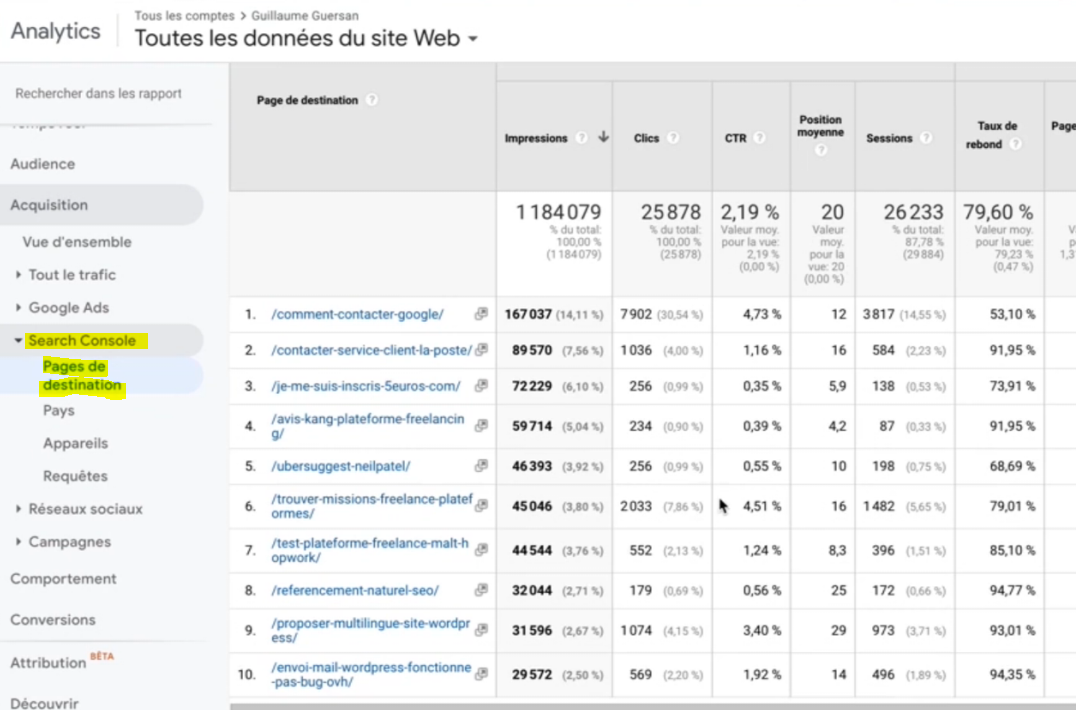 Analytics
Tous les comptes > Guillaume Guersan
Toutes les données du site Web
Rechercher dans les rapport
Audience
Acquisition
Vue d'ensemble
Tout le trafic
Google Ads
Search Console
Pages de
destination
Pays
Appareils
Requêtes
Réseaux sociaux
Campagnes
Comportement
Conversions
Attribution BÊTA
Découvrir
Page de destination ?
Impressions ? Clics ? CTR ? Position moyenne ? Sessions ? Taux de rebond ? Page
1 184 079 25 878 2,19 % 20 26 233 79,60 %
% du total: 100,00 % (1 184 079)
% du total: 100,00 % (25 878)
Valeur moy. pour la vue: 2,19 % (0,00 %)
Valeur moy. pour la vue: 20 (0,00 %)
% du total: 87,78 % (29 884)
Valeur moy. pour la vue: 79,23 % (0,47 %)
1. /comment-contacter-google/ 167 037 (14,11 %) 7 902 (30,54 %) 4,73 % 12 3 817 (14,55 %) 53,10 %
2. /contacter-service-client-la-poste/ 89 570 (7,56 %) 1 036 (4,00 %) 1,16 % 16 584 (2,23 %) 91,95 %
3. /je-me-suis-inscris-5euros-com/ 72 229 (6,10 %) 256 (0,99 %) 0,35 % 5,9 138 (0,53 %) 73,91 %
4. /avis-kang-plateforme-freelancing/ 59 714 (5,04 %) 234 (0,90 %) 0,39 % 4,2 87 (0,33 %) 91,95 %
5. /ubersuggest-neilpatel/ 46 393 (3,92 %) 256 (0,99 %) 0,55 % 10 198 (0,75 %) 68,69 %
6. /trouver-missions-freelance-plateformes/ 45 046 (3,80 %) 2 033 (7,86 %) 4,51 % 16 1 482 (5,65 %) 79,01 %
7. /test-plateforme-freelance-malt-hopwork/ 44 544 (3,76 %) 552 (2,13 %) 1,24 % 8,3 396 (1,51 %) 85,10 %
8. /referencement-naturel-seo/ 32 044 (2,71 %) 179 (0,69 %) 0,56 % 25 172 (0,66 %) 94,77 %
9. /proposer-multilingue-site-wordpress/ 31 596 (2,67 %) 1 074 (4,15 %) 3,40 % 29 973 (3,71 %) 93,01 %
10. /envoi-mail-wordpress-fonctionne-pas-bug-ovh/ 29 572 (2,50 %) 569 (2,20 %) 1,92 % 14 496 (1,89 %) 94,35 %